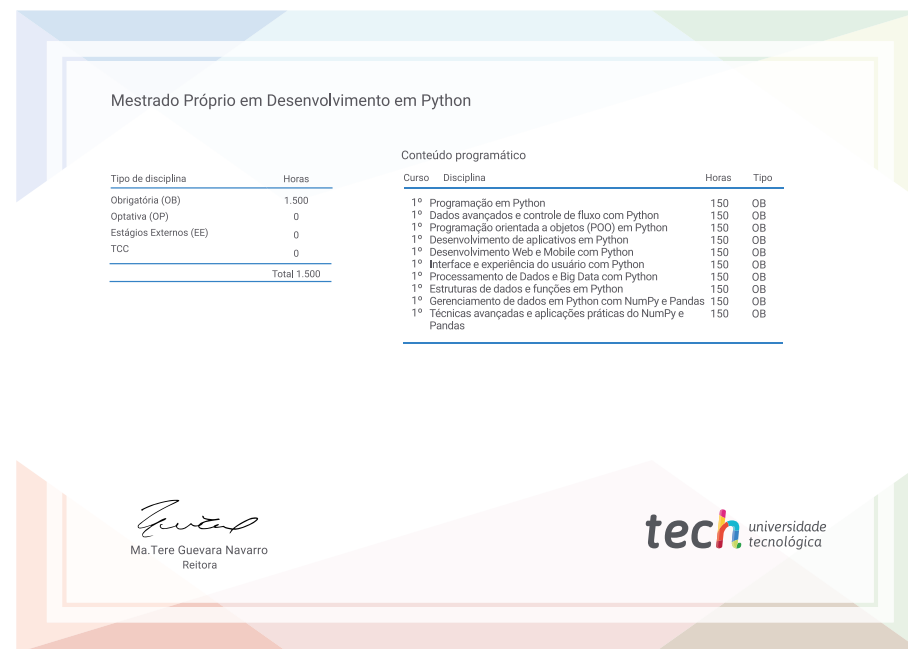 Mestrado Próprio em Desenvolvimento em Python
Tipo de disciplina Horas
Obrigatória (OB) 1.500
Optativa (OP) 0
Estágios Externos (EE) 0
TCC 0
Total 1.500
Conteúdo programático
Curso Disciplina Horas Tipo
1º Programação em Python 150 OB
1º Dados avançados e controle de fluxo com Python 150 OB
1º Programação orientada a objetos (POO) em Python 150 OB
1º Desenvolvimento de aplicativos em Python 150 OB
1º Desenvolvimento Web e Mobile com Python 150 OB
1º Interface e experiência do usuário com Python 150 OB
1º Processamento de Dados e Big Data com Python 150 OB
1º Estruturas de dados e funções em Python 150 OB
1º Gerenciamento de dados em Python com NumPy e Pandas 150 OB
1º Técnicas avançadas e aplicações práticas do NumPy e 150 OB
Pandas
Ma.Tere Guevara Navarro
Reitora
tech universidade
tecnológica